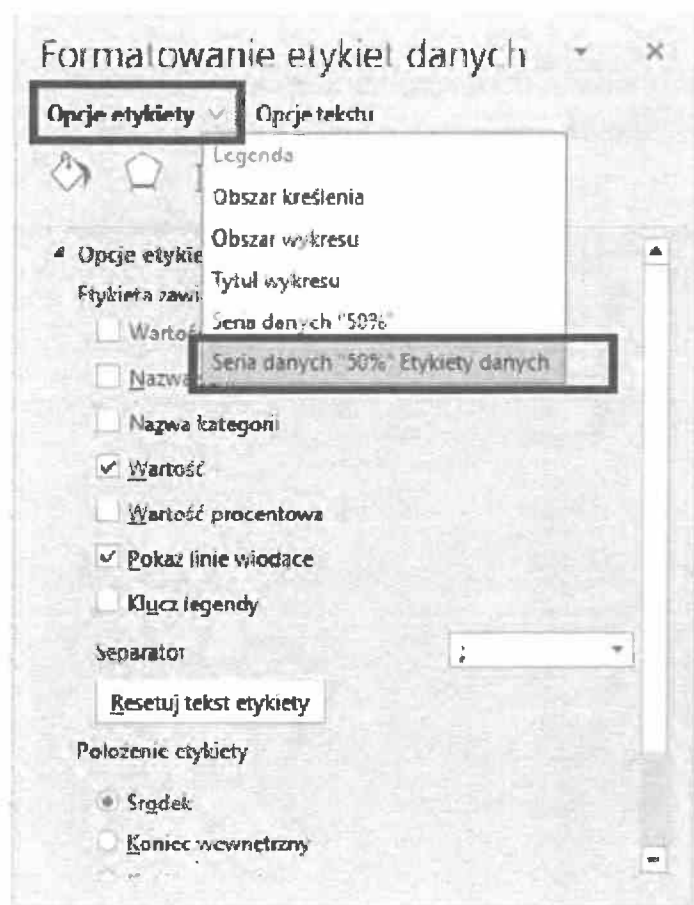 Formatowanie etykiet danych
Opcje etykiety Opcje tekstu
Legenda
Obszar kreślenia
Obszar wykresu
Opcje etykie
Tytuł wykresu
Etykieta zawi
Seria danych "50%"
Wartoś
Seria danych "50%" Etykiety danych
Nazwa
Nazwa kategorii
Wartość
Wartość procentowa
Pokaż linie wiodące
Klucz legendy
Separator ;
Resetuj tekst etykiety
Położenie etykiety
Środek
Koniec wewnętrzny